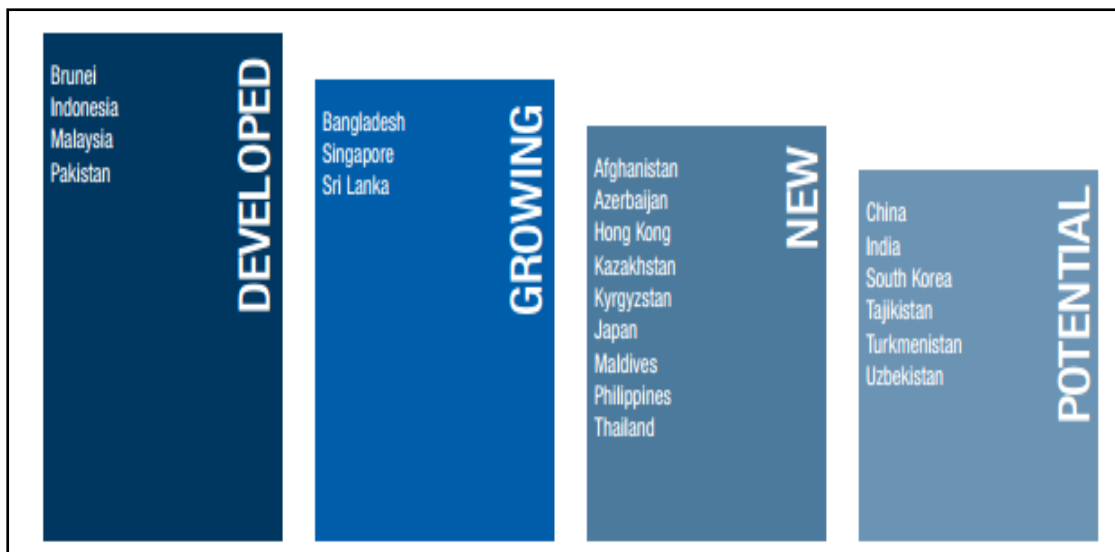 Brunei
Indonesia
Malaysia
Pakistan
DEVELOPED
Bangladesh
Singapore
Sri Lanka
GROWING
Afghanistan
Azerbaijan
Hong Kong
Kazakhstan
Kyrgyzstan
Japan
Maldives
Philippines
Thailand
NEW
China
India
South Korea
Tajikistan
Turkmenistan
Uzbekistan
POTENTIAL